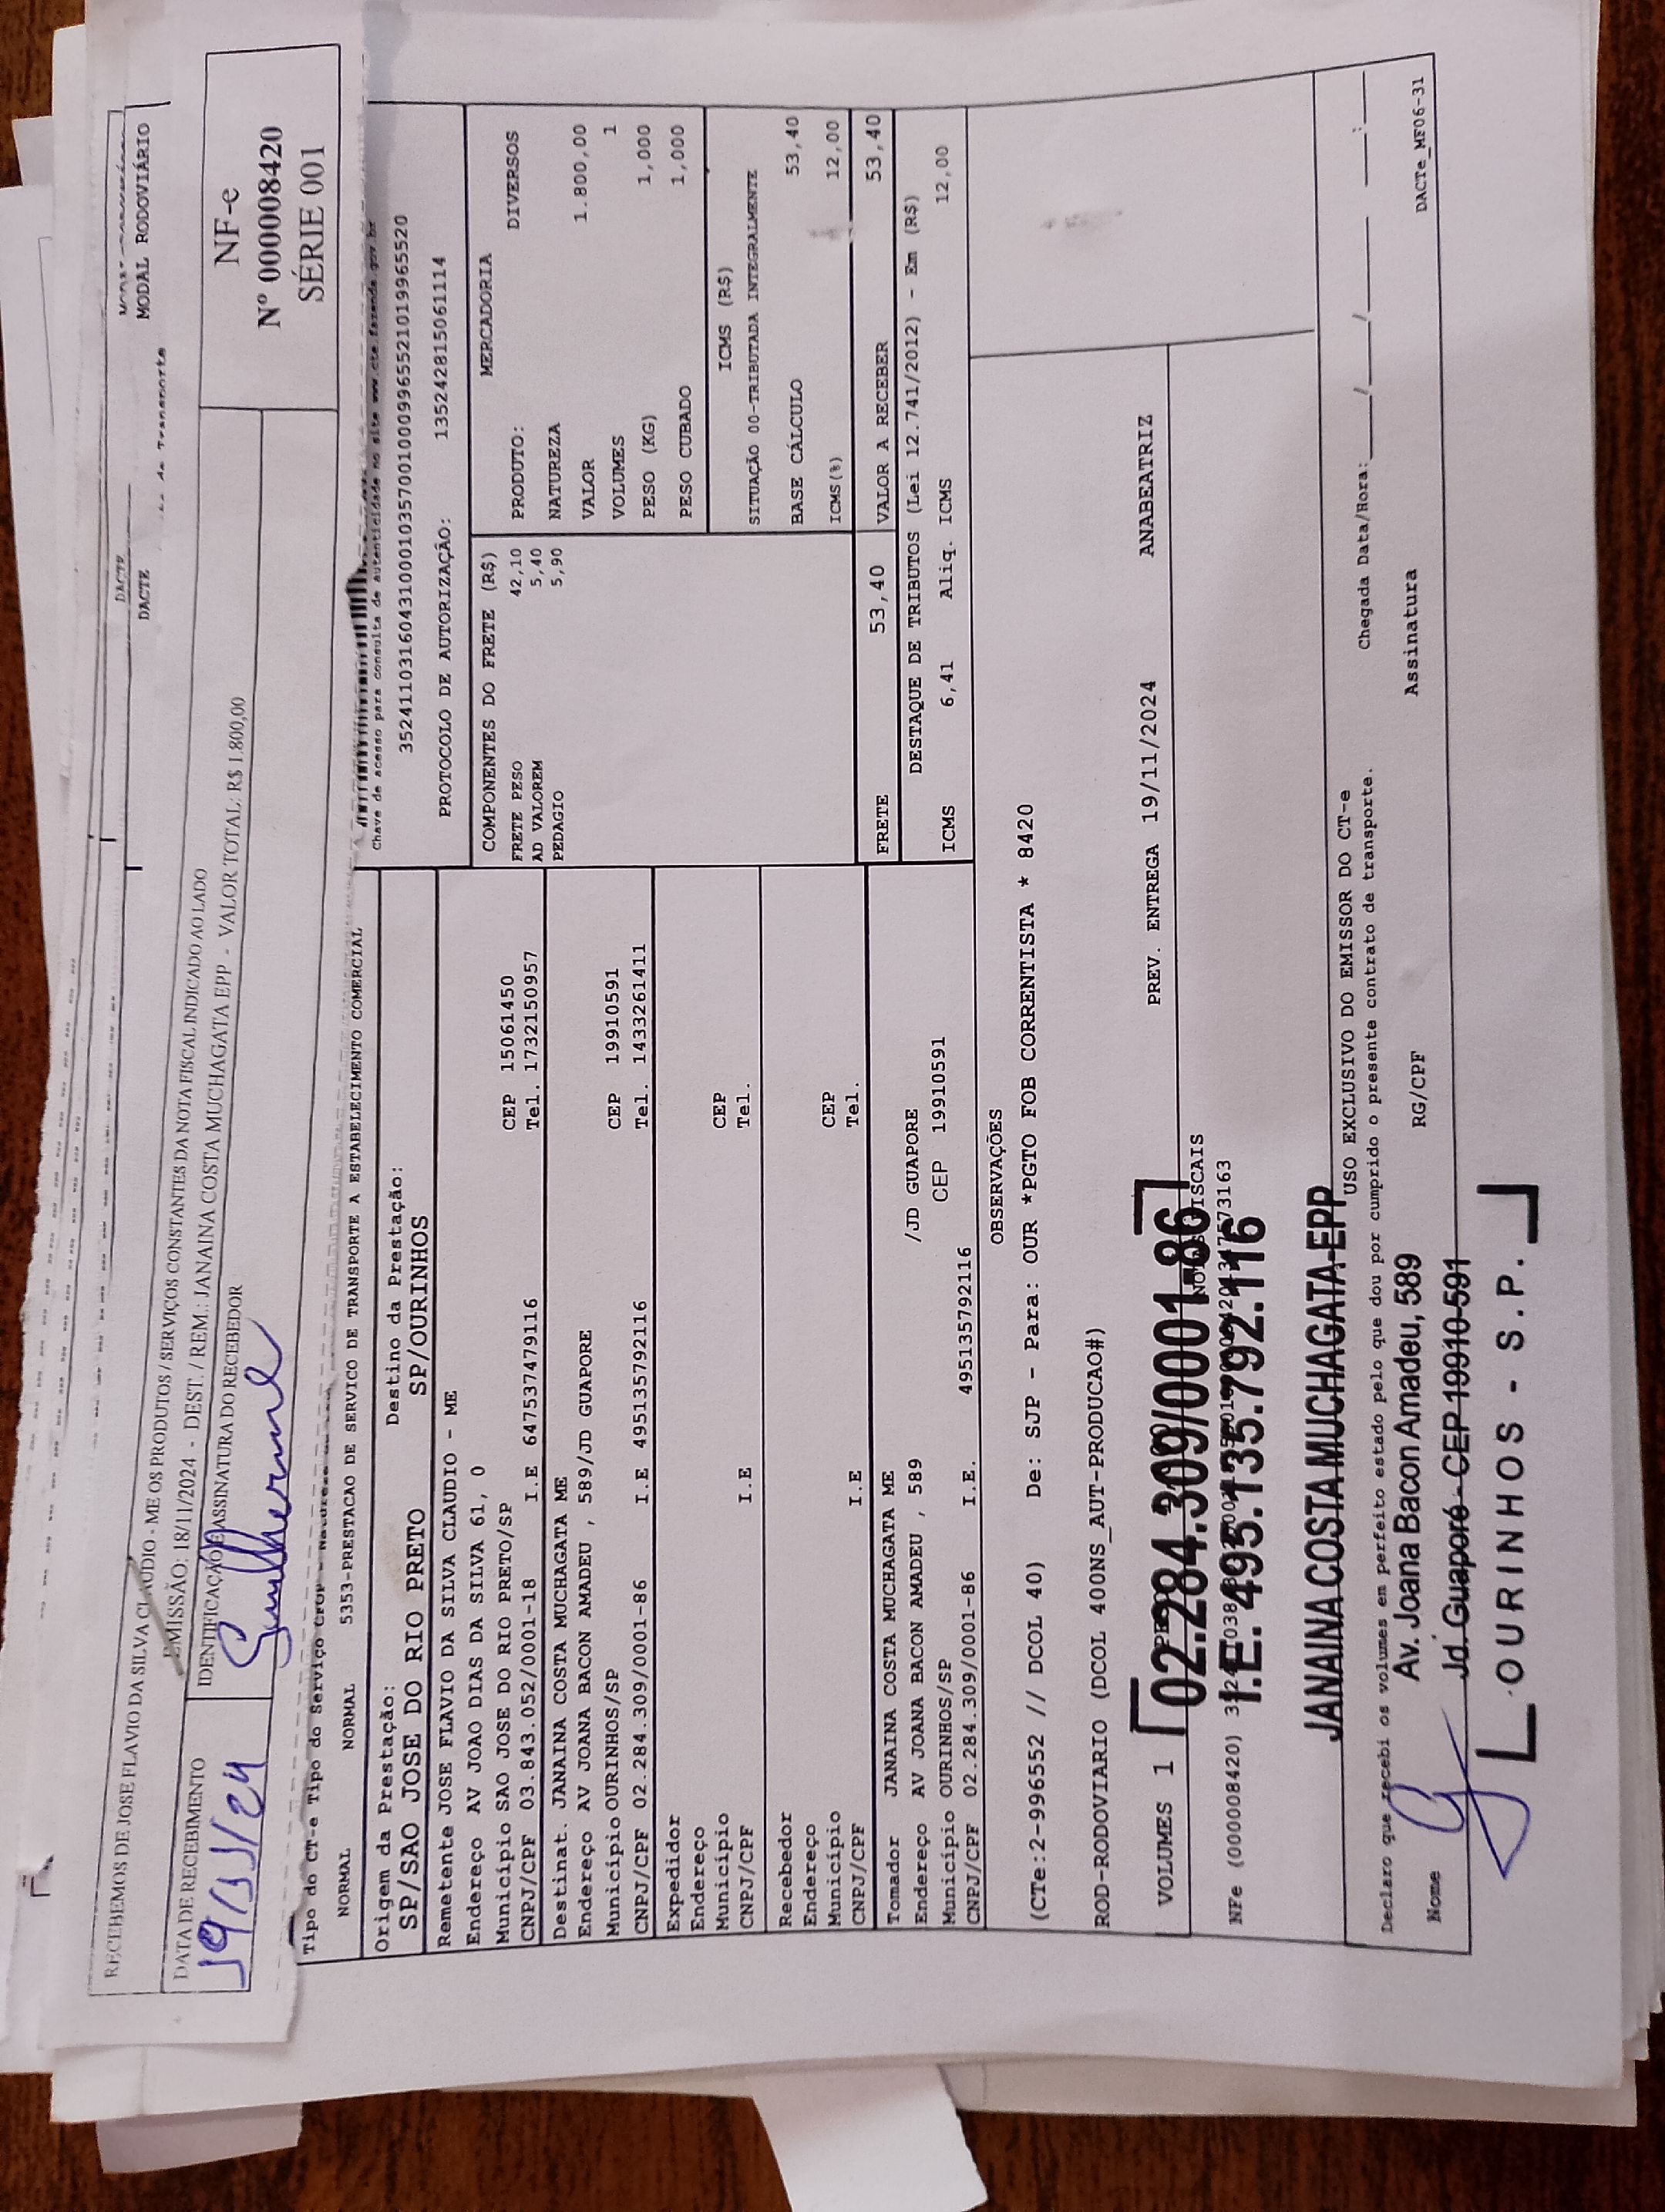 DACTE
DACTE
MODAL RODOVIÁRIO
RECEBEMOS DE JOSE FLAVIO DA SILVA CLAUDIO - ME OS PRODUTOS / SERVIÇOS CONSTANTES DA NOTA FISCAL INDICADO AO LADO
EMISSÃO: 18/11/2024 - DEST. / REM.: JANAINA COSTA MUCHAGATA EPP - VALOR TOTAL: R$ 1.800,00
DATA DE RECEBIMENTO
IDENTIFICAÇÃO E ASSINATURA DO RECEBEDOR
19/11/24
Guilherme
NF-e
Nº 000008420
SÉRIE 001
Tipo do CT-e Tipo do Serviço
NORMAL NORMAL 5353-PRESTACAO DE SERVICO DE TRANSPORTE A ESTABELECIMENTO COMERCIAL
Chave de acesso para consulta de autenticidade no site www.cte.fazenda.gov.br
35241103160431000103570010009965521019965520
PROTOCOLO DE AUTORIZAÇÃO: 135242815061114
Origem da Prestação: Destino da Prestação:
SP/SAO JOSE DO RIO PRETO SP/OURINHOS
Remetente JOSE FLAVIO DA SILVA CLAUDIO - ME
Endereço AV JOAO DIAS DA SILVA 61, 0
Município SAO JOSE DO RIO PRETO/SP CEP 15061450
CNPJ/CPF 03.843.052/0001-18 I.E 647537479116 Tel. 1732150957
Destinat. JANAINA COSTA MUCHAGATA ME
Endereço AV JOANA BACON AMADEU , 589/JD GUAPORE
Município OURINHOS/SP CEP 19910591
CNPJ/CPF 02.284.309/0001-86 I.E 495135792116 Tel. 1433261411
Expedidor
Endereço
Município CEP
CNPJ/CPF I.E Tel.
Recebedor
Endereço
Município CEP
CNPJ/CPF I.E Tel.
Tomador JANAINA COSTA MUCHAGATA ME
Endereço AV JOANA BACON AMADEU , 589 /JD GUAPORE
Município OURINHOS/SP CEP 19910591
CNPJ/CPF 02.284.309/0001-86 I.E. 495135792116
COMPONENTES DO FRETE (R$)
FRETE PESO 42,10
AD VALOREM 5,40
PEDAGIO 5,90
MERCADORIA
PRODUTO: DIVERSOS
NATUREZA
VALOR 1.800,00
VOLUMES 1
PESO (KG) 1,000
PESO CUBADO 1,000
ICMS (R$)
SITUAÇÃO 00-TRIBUTADA INTEGRALMENTE
BASE CÁLCULO 53,40
ICMS(%) 12,00
FRETE 53,40 VALOR A RECEBER 53,40
DESTAQUE DE TRIBUTOS (Lei 12.741/2012) - Em (R$)
ICMS 6,41 Aliq. ICMS 12,00
OBSERVAÇÕES
(CTe:2-996552 // DCOL 40) De: SJP - Para: OUR *PGTO FOB CORRENTISTA * 8420
ROD-RODOVIARIO (DCOL 400NS_AUT-PRODUCAO##)
VOLUMES 1 PREV. ENTREGA 19/11/2024 ANABEATRIZ
NFe (000008420)
02.284.309/0001-86
I.E. 495.135.792.116
JANAINA COSTA MUCHAGATA-EPP
Av. Joana Bacon Amadeu, 589
Jd. Guaporé - CEP 19910-591
OURINHOS - S.P.
USO EXCLUSIVO DO EMISSOR DO CT-e
Declaro que recebi os volumes em perfeito estado pelo que dou por cumprido o presente contrato de transporte.
Chegada Data/Hora: / / :
Nome RG/CPF Assinatura
DACTe_MF06-31